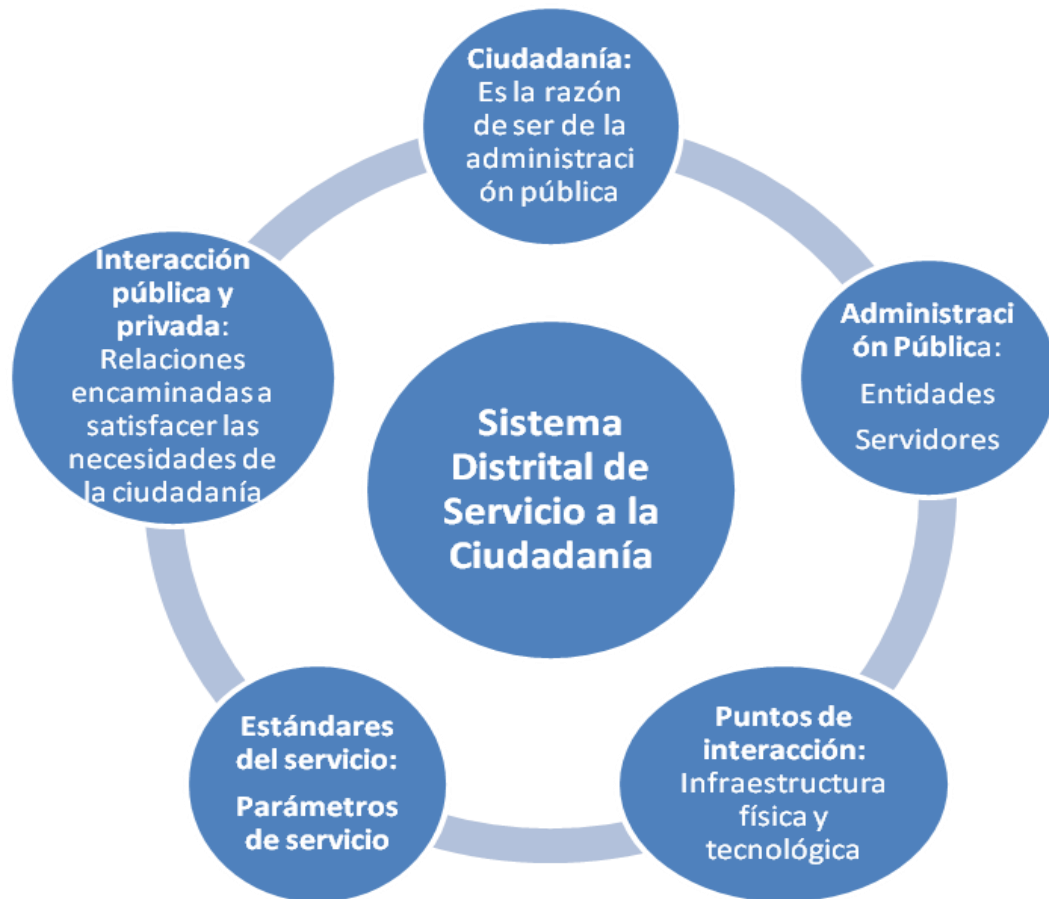 Ciudadanía:
Es la razón
de ser de la
administraci
ón pública
Interacción
pública y
privada:
Relaciones
encaminadas a
satisfacer las
necesidades de
la ciudadanía
Administraci
ón Pública:
Entidades
Servidores
Sistema
Distrital de
Servicio a la
Ciudadanía
Estándares
del servicio:
Parámetros
de servicio
Puntos de
interacción:
Infraestructura
física y
tecnológica